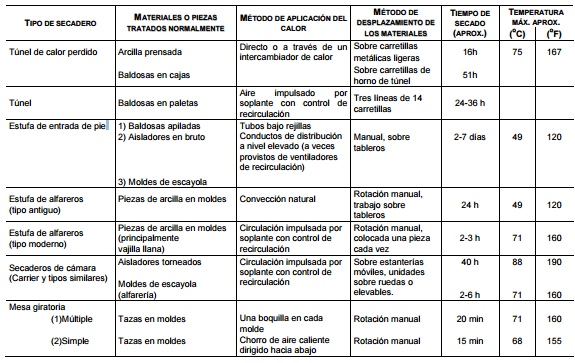 TIPO DE SECADERO
MATERIALES O PIEZAS
TRATADOS NORMALMENTE
MÉTODO DE APLICACIÓN DEL
CALOR
MÉTODO DE
DESPLAZAMIENTO DE
LOS MATERIALES
TIEMPO DE
SECADO
(APROX.)
TEMPERATURA
MÁX. APROX.
(ºC)
(ºF)
Túnel de calor perdido
Arcilla prensada
Directo o a través de un
intercambiador de calor
Sobre carretillas
metálicas ligeras
16h
75
167
Baldosas en cajas
Sobre carretillas de
horno de túnel
51h
Túnel
Baldosas en paletas
Aire impulsado por
soplante con control de
recirculación
Tres líneas de 14
carretillas
24-36 h
Estufa de entrada de pie
1) Baldosas apiladas
2) Aisladores en bruto
3) Moldes de escayola
Tubos bajo rejillas
Conductos de distribución
a nivel elevado (a veces
provistos de ventiladores
de recirculación)
Manual, sobre
tableros
2-7 días
49
120
Estufa de alfareros
(tipo antiguo)
Piezas de arcilla en moldes
Convección natural
Rotación manual,
trabajo sobre
tableros
24 h
49
120
Estufa de alfareros
(tipo moderno)
Piezas de arcilla en moldes
(principalmente
vajilla llana)
Circulación impulsada por
soplante con control de
recirculación
Rotación manual,
colocada una pieza
cada vez
2-3 h
71
160
Secaderos de cámara
(Carrier y tipos similares)
Aisladores torneados
Moldes de escayola
(alfarería)
Circulación impulsada por
soplante con control de
recirculación
Sobre estanterías
móviles, unidades
sobre ruedas o
elevables.
40 h
88
190
2-6 h
71
160
Mesa giratoria
(1)Múltiple
Tazas en moldes
Una boquilla en cada
molde
Rotación manual
20 min
71
160
(2)Simple
Tazas en moldes
Chorro de aire caliente
dirigido hacia abajo
Rotación manual
15 min
68
155